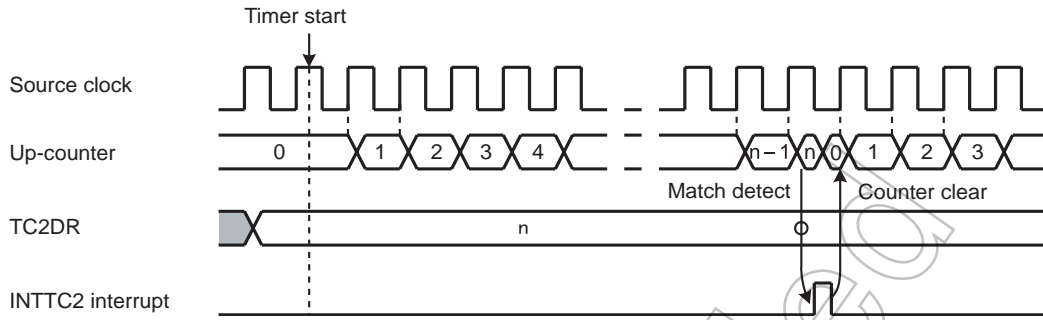 Timer start
Source clock
Up-counter 0 1 2 3 4 n–1 n 0 1 2 3
Match detect Counter clear
TC2DR n
INTTC2 interrupt